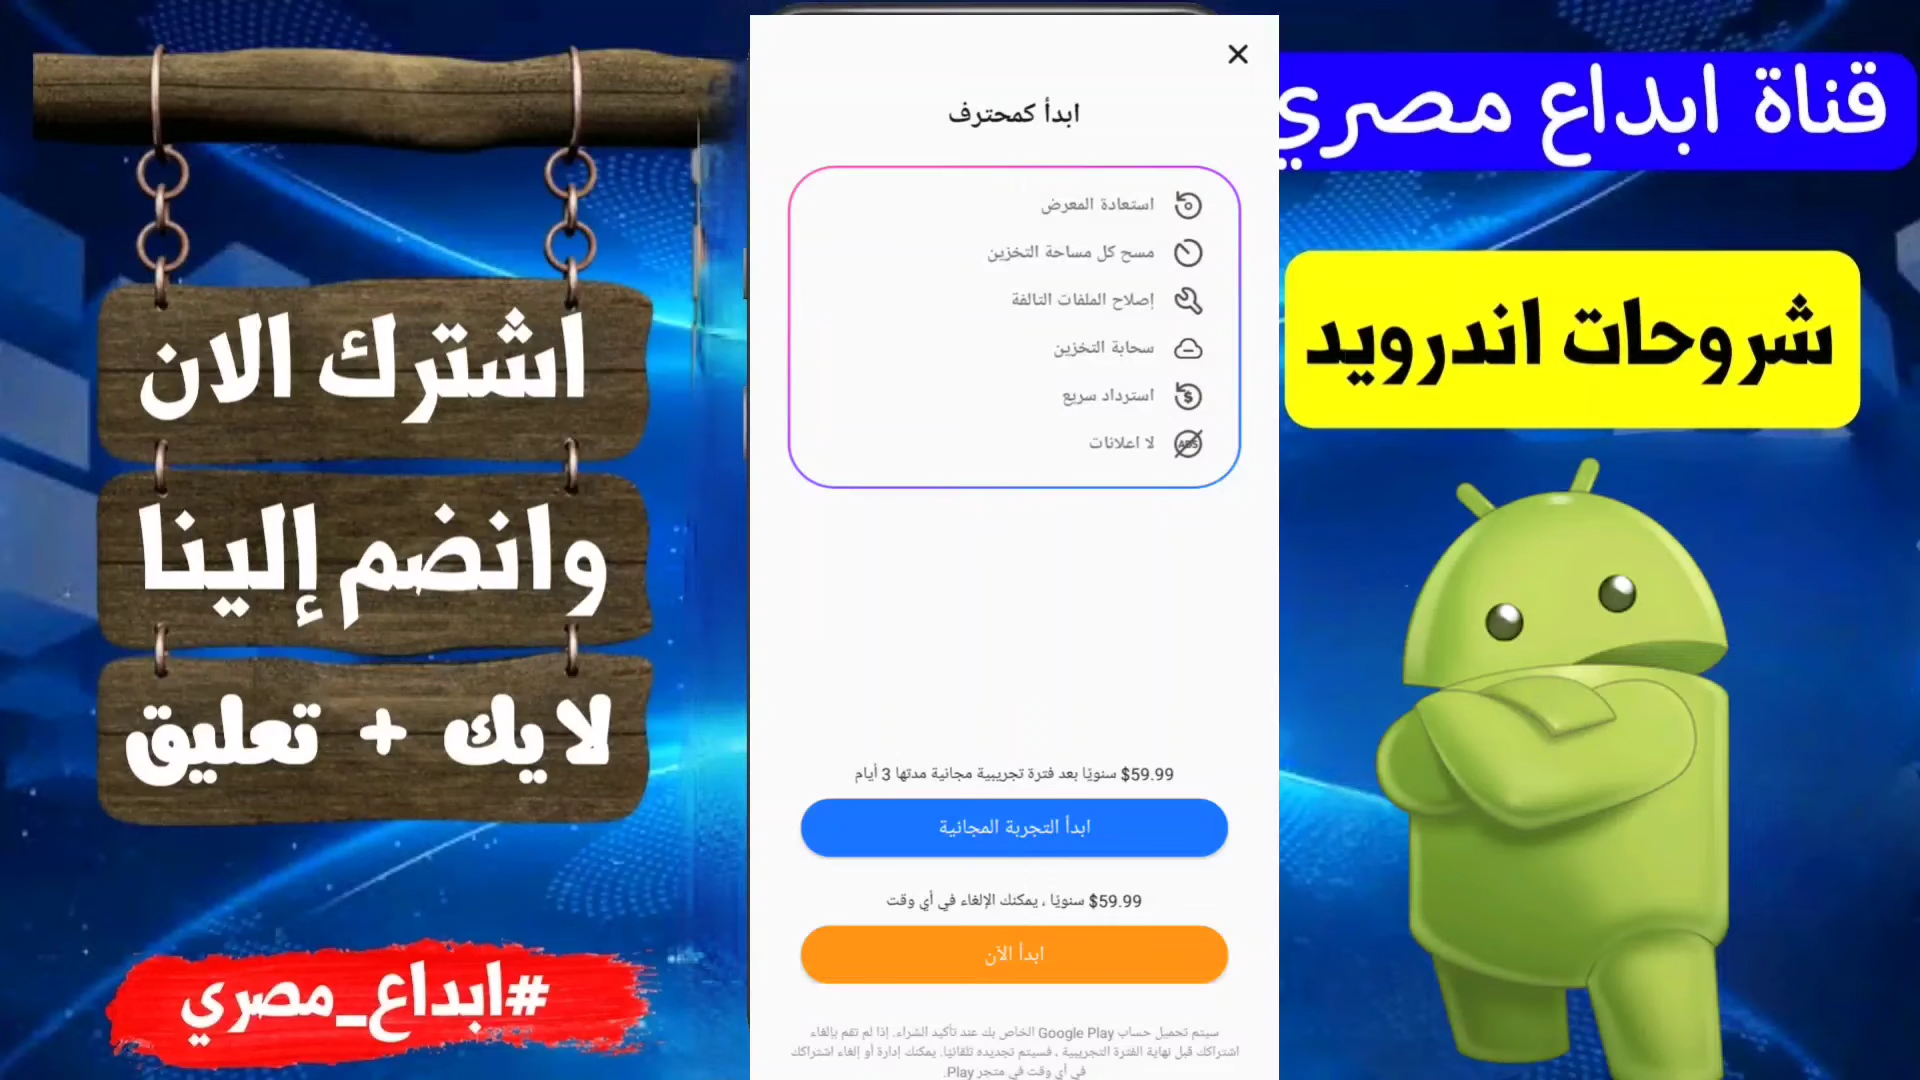 قناة ابداع مصري
شروحات اندرويد
اشترك الان
وانضم إلينا
لايك + تعليق
#ابداع_مصري
ابدأ كمحترف
استعادة المعرض
مسح كل مساحة التخزين
إصلاح الملفات التالفة
سحابة التخزين
استرداد سريع
لا اعلانات
ADS
$59.99 سنويًا بعد فترة تجريبية مجانية مدتها 3 أيام
ابدأ التجربة المجانية
$59.99 سنويًا ، يمكنك الإلغاء في أي وقت
ابدأ الآن
سيتم تحميل حساب Google Play الخاص بك عند تأكيد الشراء. إذا لم تقم بإلغاء
اشتراكك قبل نهاية الفترة التجريبية ، فسيتم تجديده تلقائيًا. يمكنك إدارة أو إلغاء اشتراكك
في أي وقت في متجر Play.